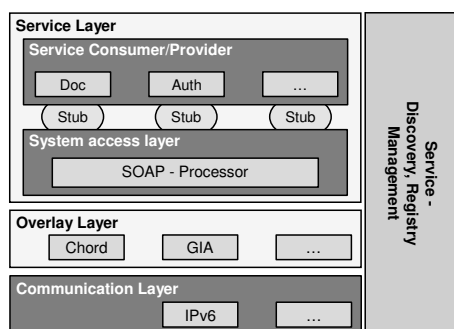 Service Layer
Service Consumer/Provider
Doc
Auth
...
Stub
Stub
Stub
System access layer
SOAP - Processor
Overlay Layer
Chord
GIA
...
Communication Layer
IPv6
...
Service -
Discovery, Registry
Management